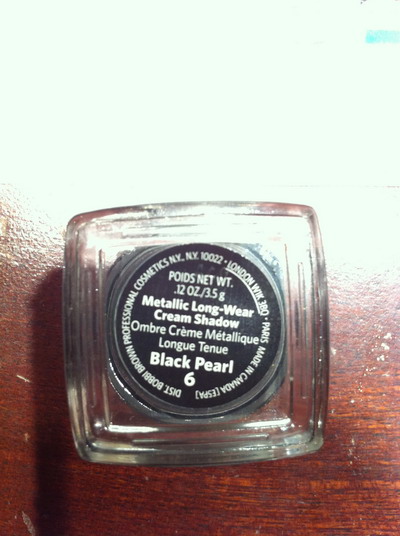 POIDS NET WT.
.12 OZ./3.5 g
Metallic Long-Wear
Cream Shadow
Ombre Crème Métallique
Longue Tenue
Black Pearl
6
DIST. BOBBI BROWN PROFESSIONAL COSMETICS N.Y., N.Y. 10022 • LONDON W1K 3BQ • PARIS MADE IN CANADA [ESPA]